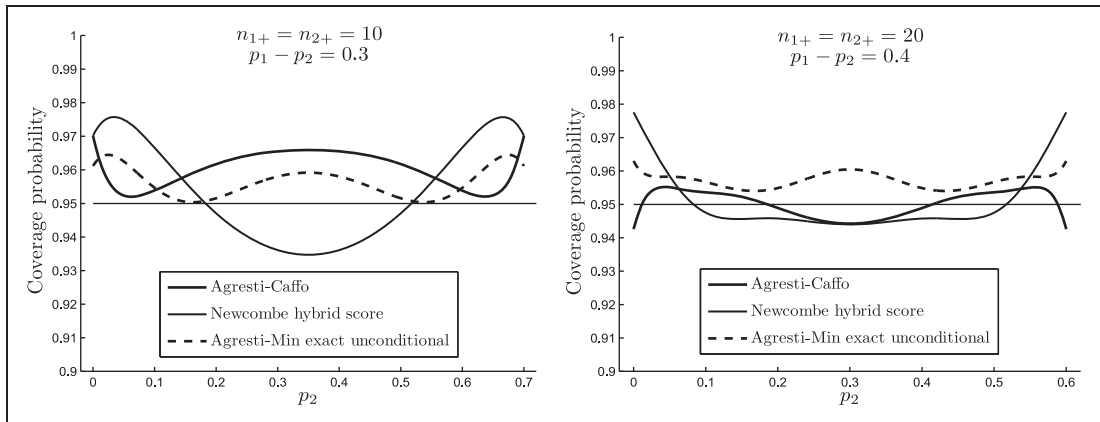 n₁₊ = n₂₊ = 10
p₁ − p₂ = 0.3
1
0.99
0.98
0.97
0.96
0.95
0.94
0.93
0.92
0.91
0.9
Coverage probability
Agresti-Caffo
Newcombe hybrid score
Agresti-Min exact unconditional
0 0.1 0.2 0.3 0.4 0.5 0.6 0.7
p₂
n₁₊ = n₂₊ = 20
p₁ − p₂ = 0.4
1
0.99
0.98
0.97
0.96
0.95
0.94
0.93
0.92
0.91
0.9
Coverage probability
Agresti-Caffo
Newcombe hybrid score
Agresti-Min exact unconditional
0 0.1 0.2 0.3 0.4 0.5 0.6
p₂